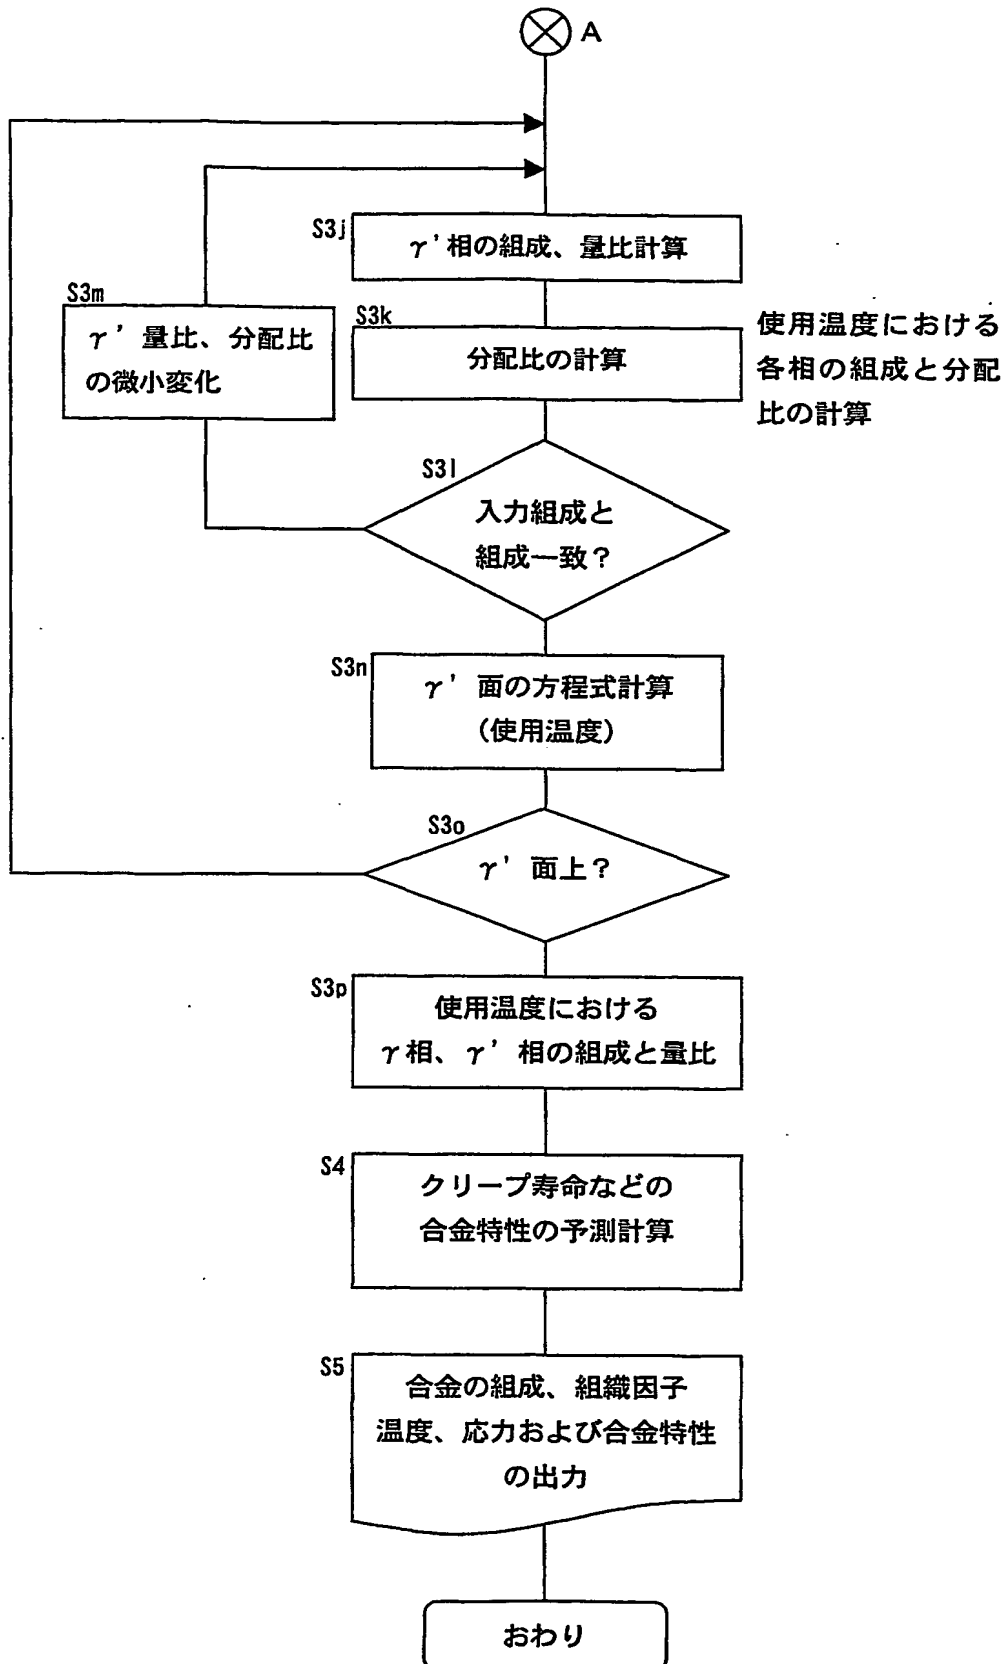 A
S3j
γ'相の組成、量比計算
S3m
γ' 量比、分配比
の微小変化
S3k
分配比の計算
使用温度における
各相の組成と分配
比の計算
S3l
入力組成と
組成一致？
S3n
γ' 面の方程式計算
（使用温度）
S3o
γ' 面上？
S3p
使用温度における
γ相、γ' 相の組成と量比
S4
クリープ寿命などの
合金特性の予測計算
S5
合金の組成、組織因子
温度、応力および合金特性
の出力
おわり